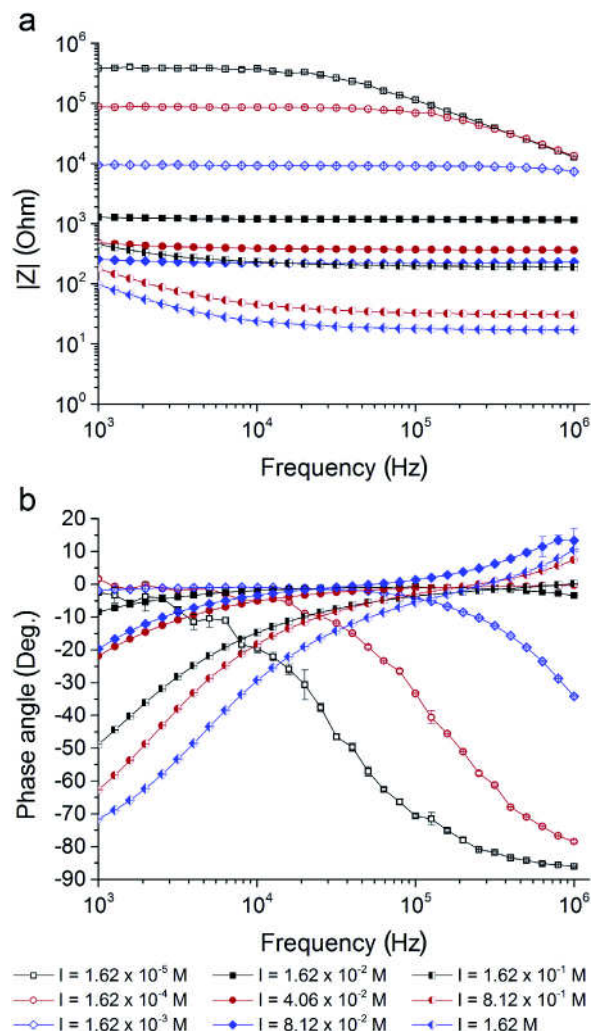 a
|Z| (Ohm)
10⁶
10⁵
10⁴
10³
10²
10¹
10⁰
10³ 10⁴ 10⁵ 10⁶
Frequency (Hz)
b
Phase angle (Deg.)
20
10
0
-10
-20
-30
-40
-50
-60
-70
-80
-90
10³ 10⁴ 10⁵ 10⁶
Frequency (Hz)
I = 1.62 x 10⁻⁵ M I = 1.62 x 10⁻² M I = 1.62 x 10⁻¹ M
I = 1.62 x 10⁻⁴ M I = 4.06 x 10⁻² M I = 8.12 x 10⁻¹ M
I = 1.62 x 10⁻³ M I = 8.12 x 10⁻² M I = 1.62 M